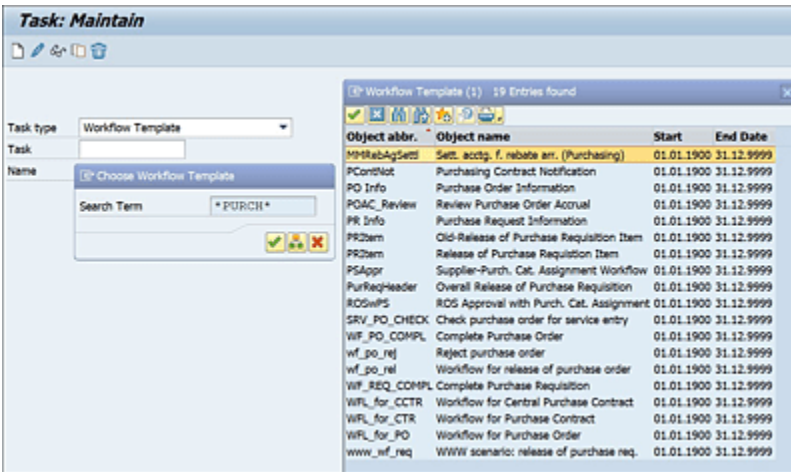 Task: Maintain
Task type Workflow Template
Task
Name
Choose Workflow Template
Search Term *PURCH*
Workflow Template (1) 19 Entries found
Object abbr. Object name Start End Date
MMRebAgSettl Sett. acctg. f. rebate arr. (Purchasing) 01.01.1900 31.12.9999
PContNot Purchasing Contract Notification 01.01.1900 31.12.9999
PO Info Purchase Order Information 01.01.1900 31.12.9999
POAC_Review Review Purchase Order Accrual 01.01.1900 31.12.9999
PR Info Purchase Request Information 01.01.1900 31.12.9999
PR2tem Old-Release of Purchase Requisition Item 01.01.1900 31.12.9999
PR2tem Release of Purchase Requistion Item 01.01.1900 31.12.9999
PSAppr Supplier-Purch. Cat. Assignment Workflow 01.01.1900 31.12.9999
PurReqHeader Overall Release of Purchase Requisition 01.01.1900 31.12.9999
ROSwPS ROS Approval with Purch. Cat. Assignment 01.01.1900 31.12.9999
SRV_PO_CHECK Check purchase order for service entry 01.01.1900 31.12.9999
WF_PO_COMPL Complete Purchase Order 01.01.1900 31.12.9999
wf_po_rej Reject purchase order 01.01.1900 31.12.9999
wf_po_rel Workflow for release of purchase order 01.01.1900 31.12.9999
WF_REQ_COMPL Complete Purchase Requisition 01.01.1900 31.12.9999
WFL_for_CCTR Workflow for Central Purchase Contract 01.01.1900 31.12.9999
WFL_for_CTR Workflow for Purchase Contract 01.01.1900 31.12.9999
WFL_for_PO Workflow for Purchase Order 01.01.1900 31.12.9999
www_wf_req WWW scenario: release of purchase req. 01.01.1900 31.12.9999